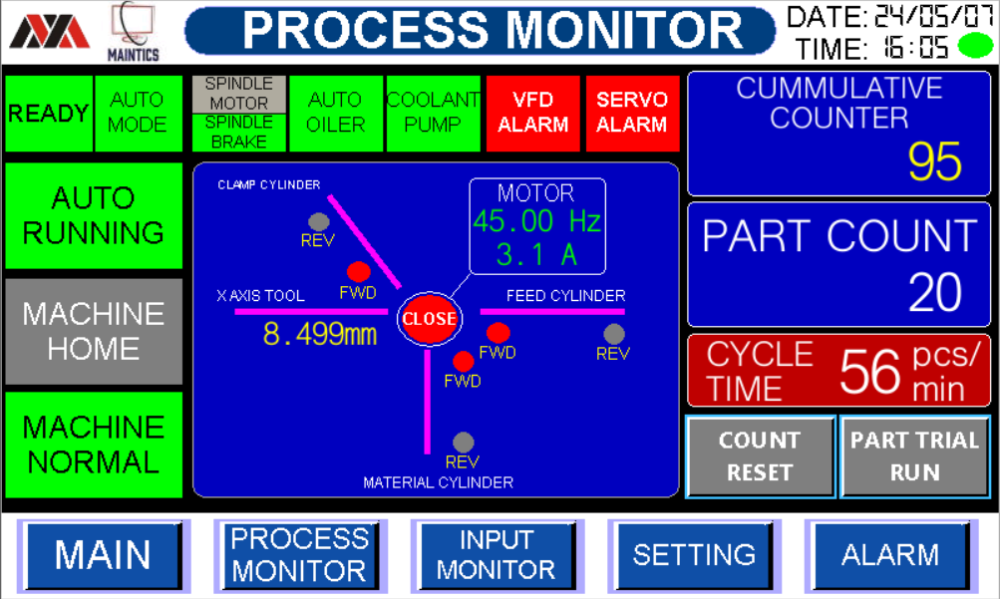 MAINTICS
PROCESS MONITOR
DATE: 24/05/07
TIME: 16:05
READY
AUTO
MODE
SPINDLE
MOTOR
SPINDLE
BRAKE
AUTO
OILER
COOLANT
PUMP
VFD
ALARM
SERVO
ALARM
CUMMULATIVE
COUNTER
95
AUTO
RUNNING
MACHINE
HOME
MACHINE
NORMAL
CLAMP CYLINDER
REV
FWD
MOTOR
45.00 Hz
3.1 A
X AXIS TOOL
8.499mm
CLOSE
FEED CYLINDER
FWD
REV
FWD
REV
MATERIAL CYLINDER
PART COUNT
20
CYCLE
TIME
56 pcs/
min
COUNT
RESET
PART TRIAL
RUN
MAIN
PROCESS
MONITOR
INPUT
MONITOR
SETTING
ALARM